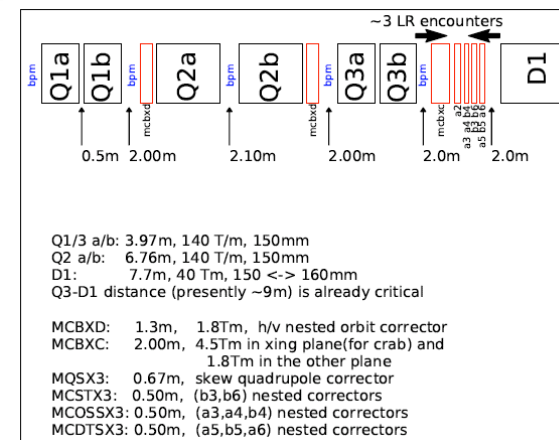 ~3 LR encounters
bpm Q1a Q1b bpm mcbxd Q2a bpm Q2b mcbxd bpm Q3a Q3b bpm mcbxc a2 a3 a4 b4 b3 b6 a5 b5 a6 D1
0.5m 2.00m 2.10m 2.00m 2.0m 2.0m
Q1/3 a/b: 3.97m, 140 T/m, 150mm
Q2 a/b: 6.76m, 140 T/m, 150mm
D1: 7.7m, 40 Tm, 150 <-> 160mm
Q3-D1 distance (presently ~9m) is already critical
MCBXD: 1.3m, 1.8Tm, h/v nested orbit corrector
MCBXC: 2.00m, 4.5Tm in xing plane(for crab) and
1.8Tm in the other plane
MQSX3: 0.67m, skew quadrupole corrector
MCSTX3: 0.50m, (b3,b6) nested correctors
MCOSSX3: 0.50m, (a3,a4,b4) nested correctors
MCDTSX3: 0.50m, (a5,b5,a6) nested correctors